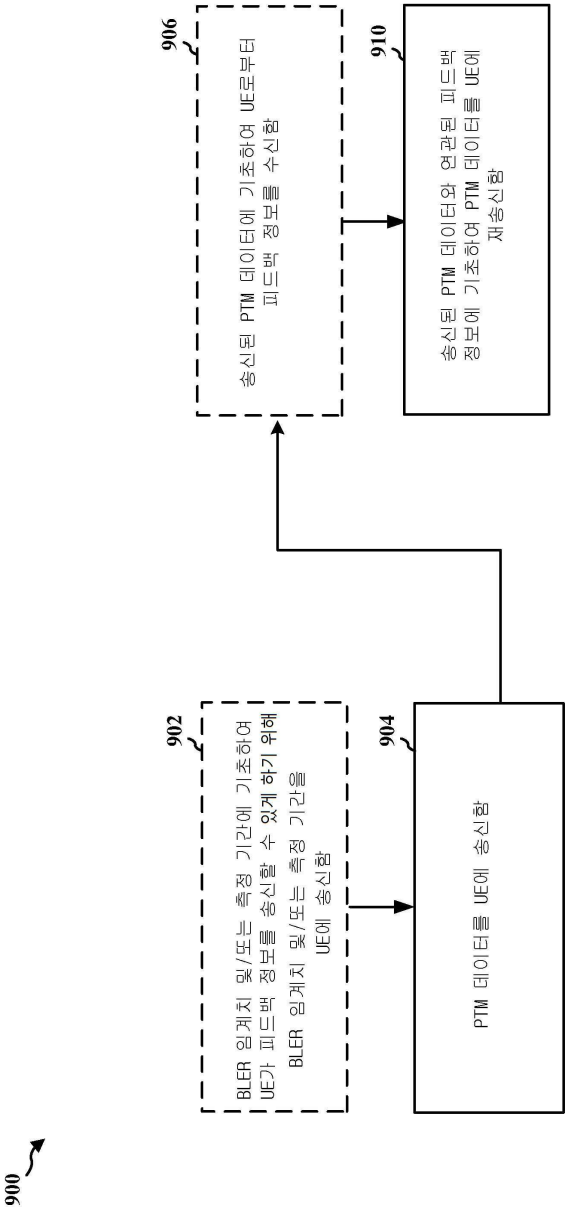 900
902
BLER 임계치 및/또는 측정 기간에 기초하여
UE가 피드백 정보를 송신할 수 있게 하기 위해
BLER 임계치 및/또는 측정 기간을
UE에 송신함
904
PTM 데이터를 UE에 송신함
906
송신된 PTM 데이터에 기초하여 UE로부터
피드백 정보를 수신함
910
송신된 PTM 데이터와 연관된 피드백
정보에 기초하여 PTM 데이터를 UE에
재송신함